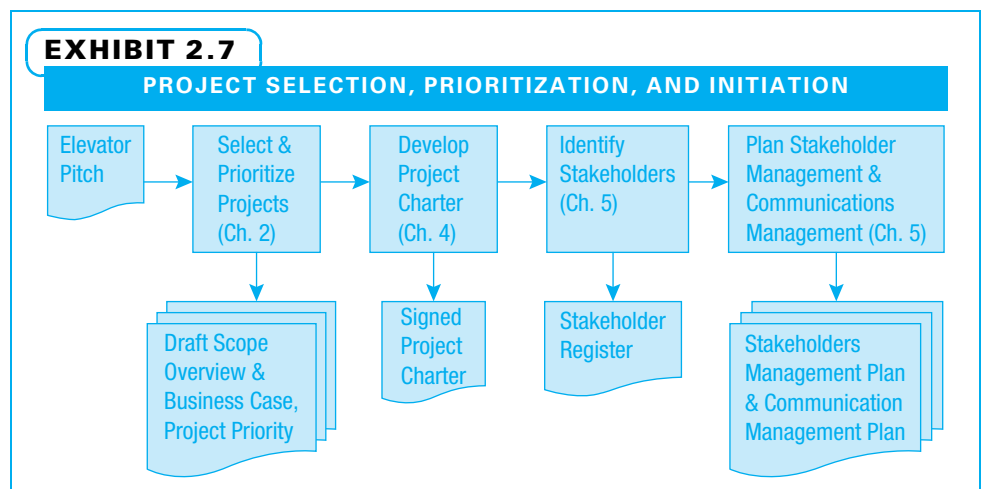 EXHIBIT 2.7
PROJECT SELECTION, PRIORITIZATION, AND INITIATION
Elevator
Pitch
Select &
Prioritize
Projects
(Ch. 2)
Develop
Project
Charter
(Ch. 4)
Identify
Stakeholders
(Ch. 5)
Plan Stakeholder
Management &
Communications
Management (Ch. 5)
Draft Scope
Overview &
Business Case,
Project Priority
Signed
Project
Charter
Stakeholder
Register
Stakeholders
Management Plan
& Communication
Management Plan